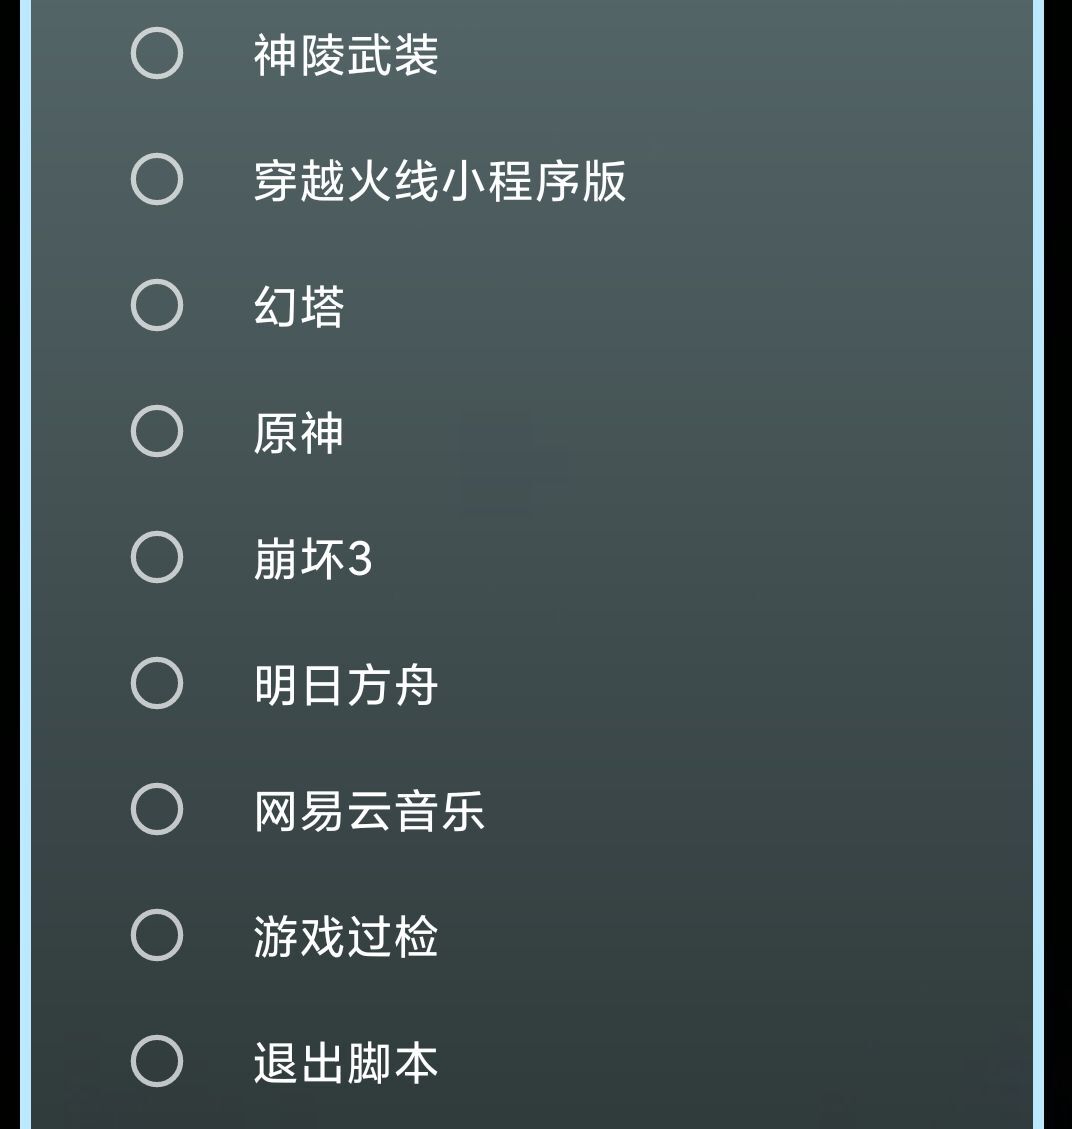 神陵武装
穿越火线小程序版
幻塔
原神
崩坏3
明日方舟
网易云音乐
游戏过检
退出脚本